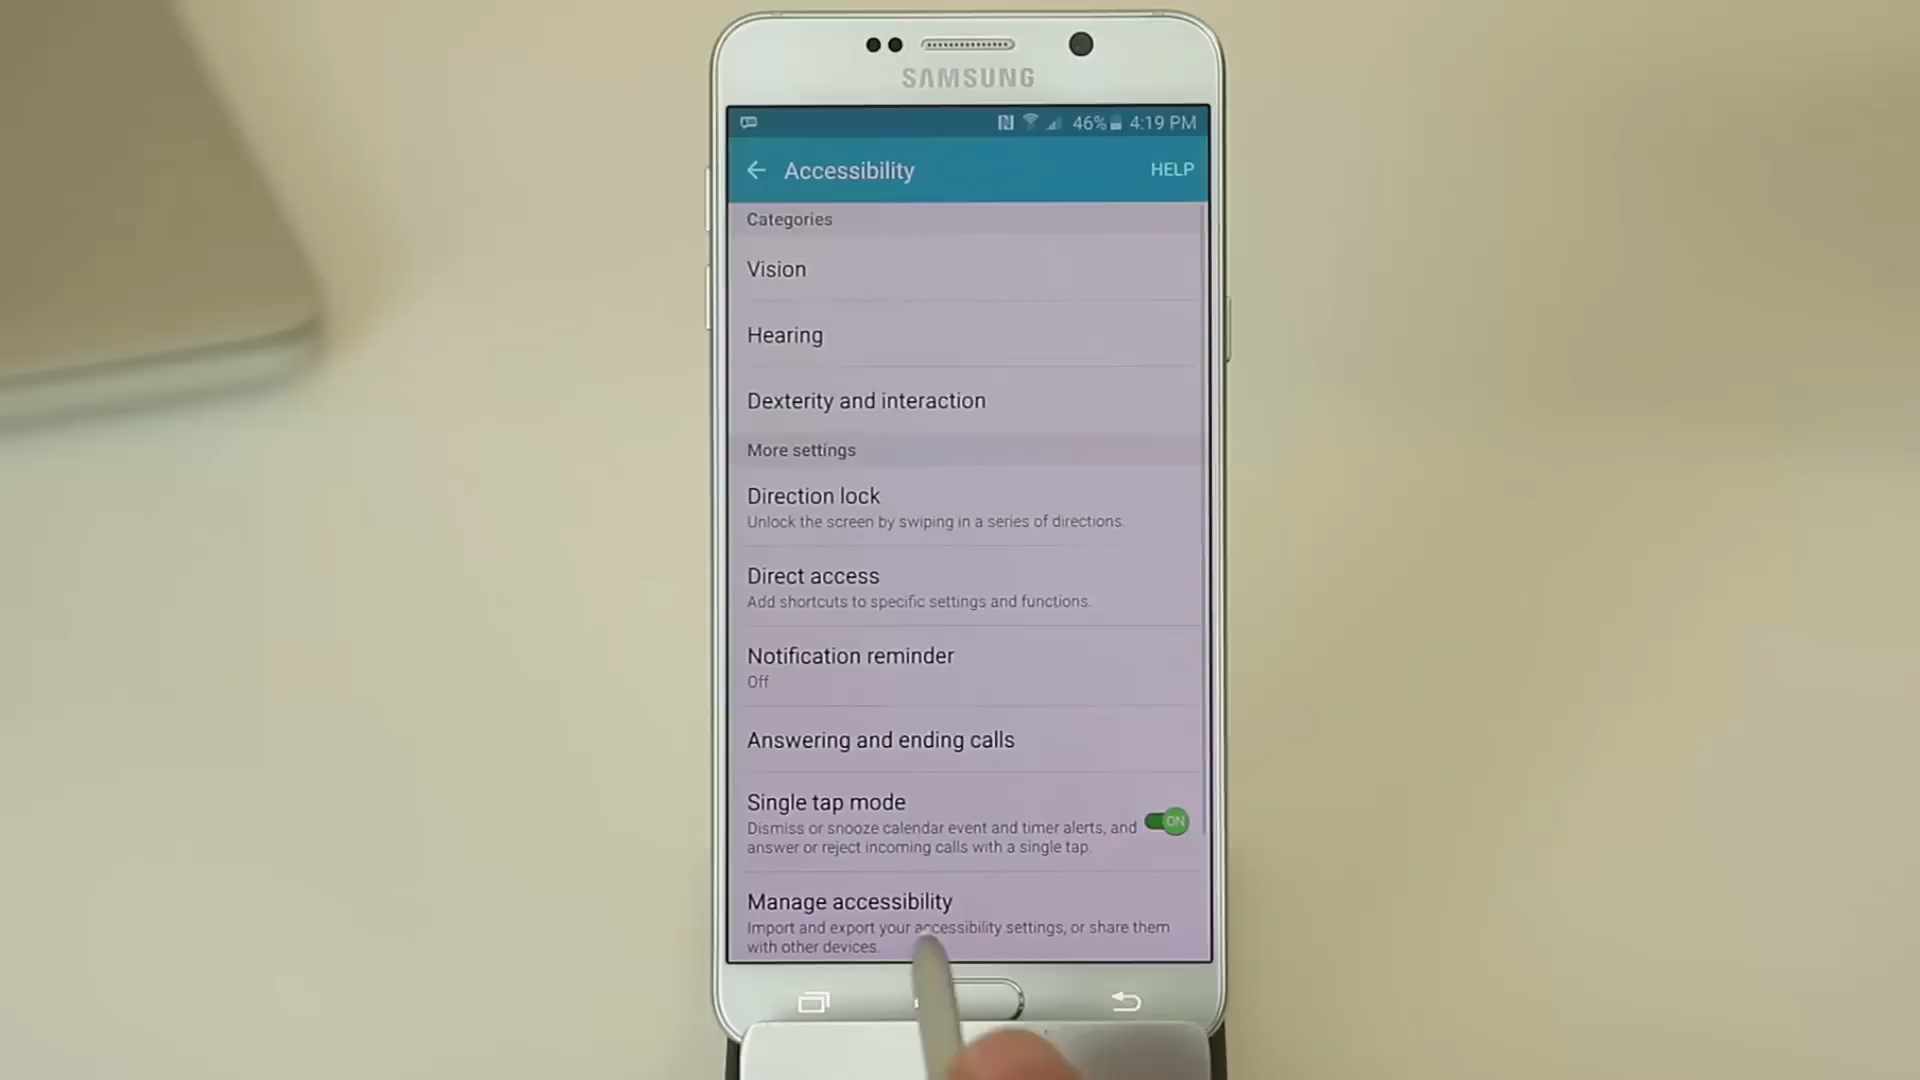 SAMSUNG
46% 4:19 PM
Accessibility HELP
Categories
Vision
Hearing
Dexterity and interaction
More settings
Direction lock
Unlock the screen by swiping in a series of directions.
Direct access
Add shortcuts to specific settings and functions.
Notification reminder
Off
Answering and ending calls
Single tap mode
Dismiss or snooze calendar event and timer alerts, and
answer or reject incoming calls with a single tap.
ON
Manage accessibility
Import and export your accessibility settings, or share them
with other devices.